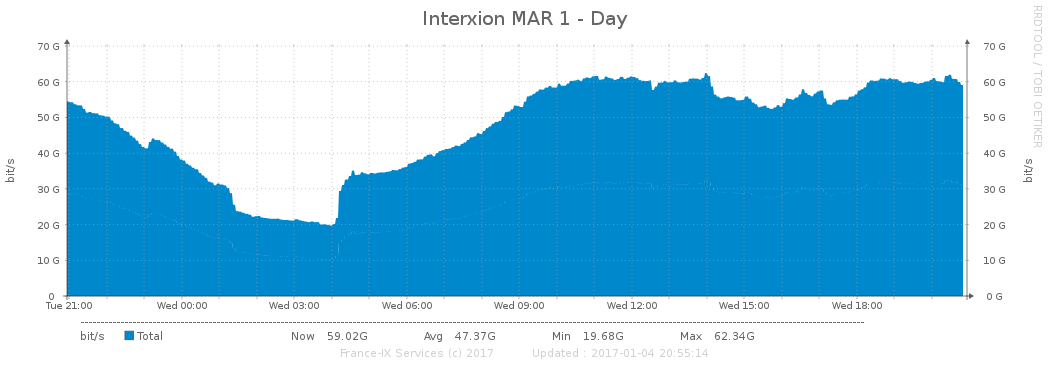 Interxion MAR 1 - Day
RRDTOOL / TOBI OETIKER
bit/s
bit/s
70 G 70 G
60 G 60 G
50 G 50 G
40 G 40 G
30 G 30 G
20 G 20 G
10 G 10 G
0 0 G
Tue 21:00 Wed 00:00 Wed 03:00 Wed 06:00 Wed 09:00 Wed 12:00 Wed 15:00 Wed 18:00
bit/s Total Now 59.02G Avg 47.37G Min 19.68G Max 62.34G
France-IX Services (c) 2017 Updated : 2017-01-04 20:55:14